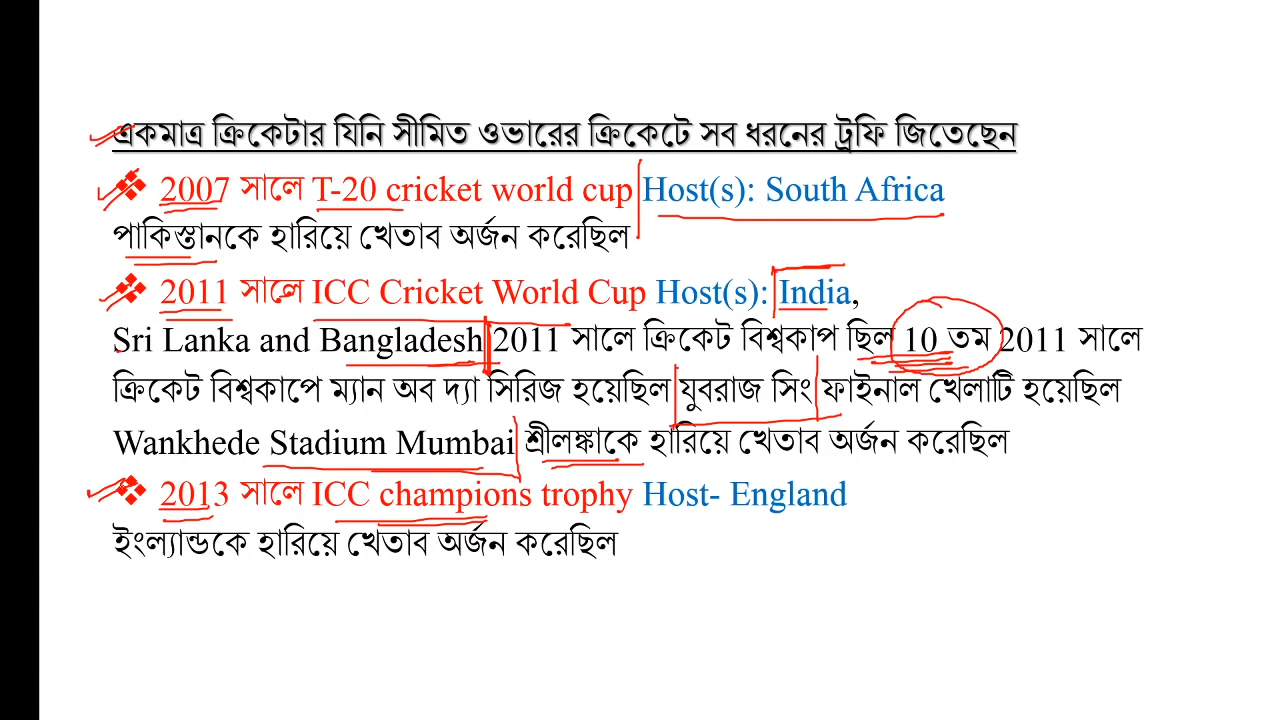 একমাত্র ক্রিকেটার যিনি সীমিত ওভারের ক্রিকেটে সব ধরনের ট্রফি জিতেছেন
❖ 2007 সালে T-20 cricket world cup Host(s): South Africa
পাকিস্তানকে হারিয়ে খেতাব অর্জন করেছিল
❖ 2011 সালে ICC Cricket World Cup Host(s): India,
Sri Lanka and Bangladesh 2011 সালে ক্রিকেট বিশ্বকাপ ছিল 10 তম 2011 সালে
ক্রিকেট বিশ্বকাপে ম্যান অব দ্যা সিরিজ হয়েছিল যুবরাজ সিং ফাইনাল খেলাটি হয়েছিল
Wankhede Stadium Mumbai শ্রীলঙ্কাকে হারিয়ে খেতাব অর্জন করেছিল
❖ 2013 সালে ICC champions trophy Host- England
ইংল্যান্ডকে হারিয়ে খেতাব অর্জন করেছিল